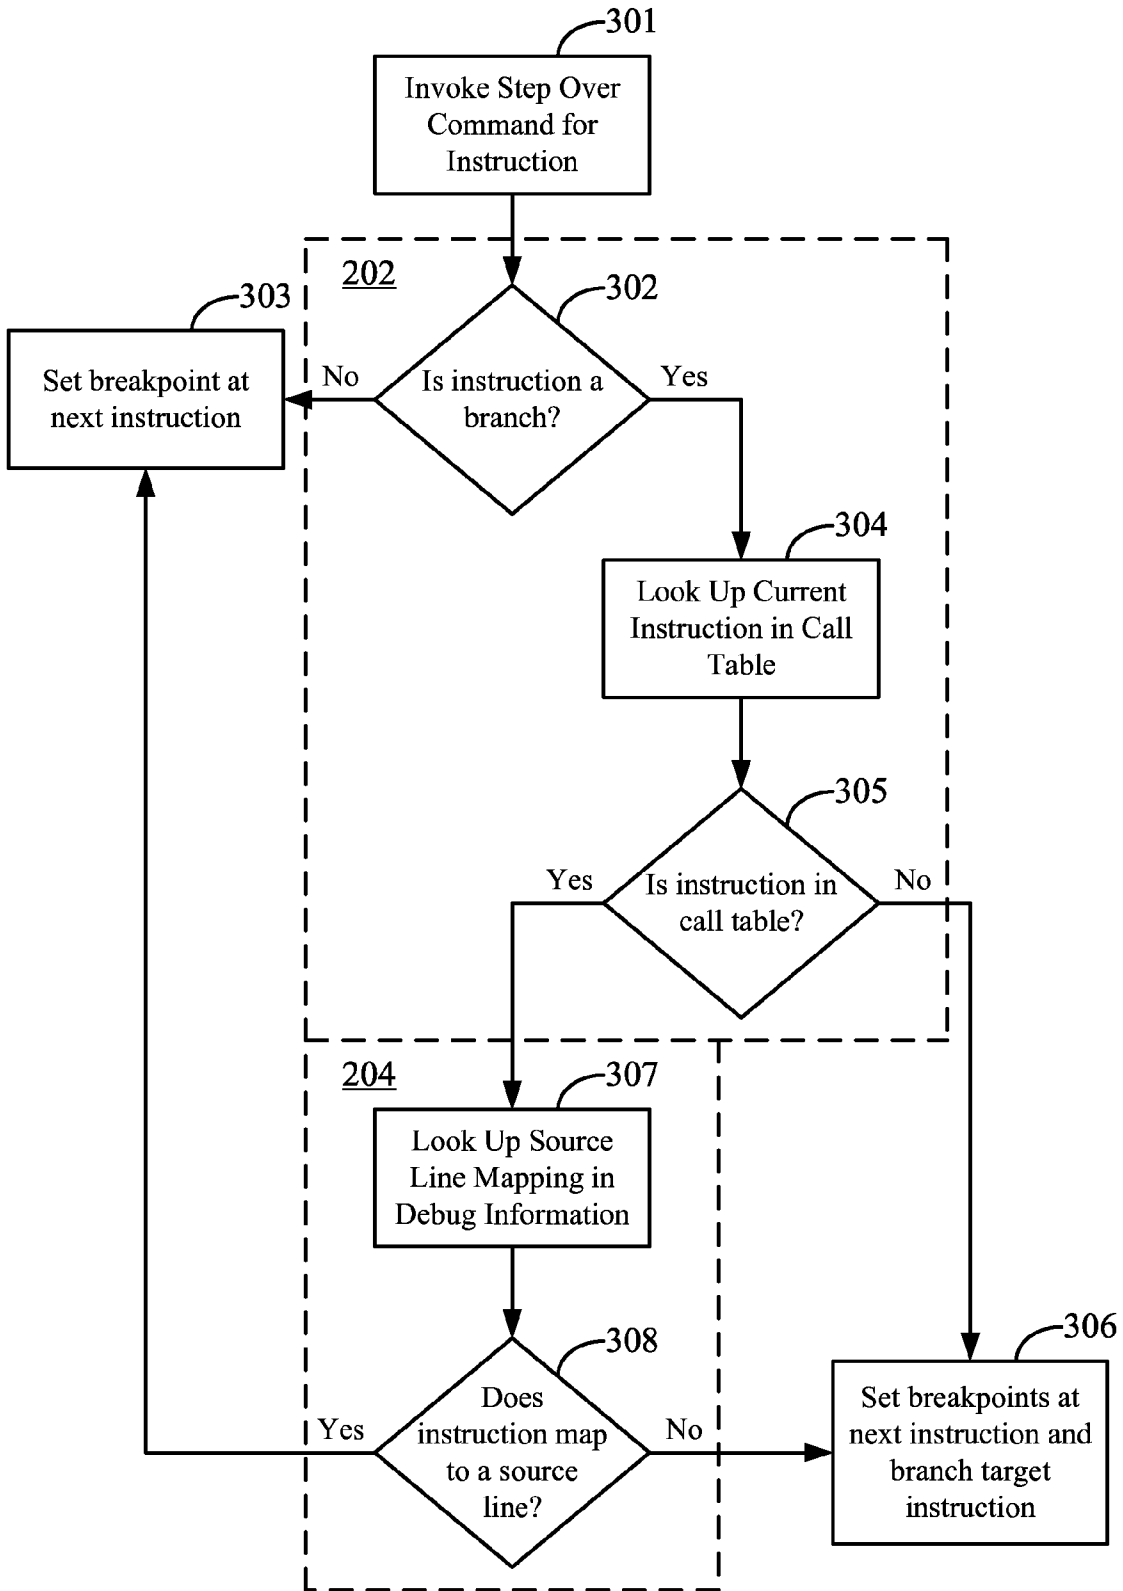 301
Invoke Step Over
Command for
Instruction
202
302
303
Set breakpoint at
next instruction
No
Is instruction a
branch?
Yes
304
Look Up Current
Instruction in Call
Table
305
Yes
Is instruction in
call table?
No
204
307
Look Up Source
Line Mapping in
Debug Information
308
Yes
Does
instruction map
to a source
line?
No
306
Set breakpoints at
next instruction and
branch target
instruction